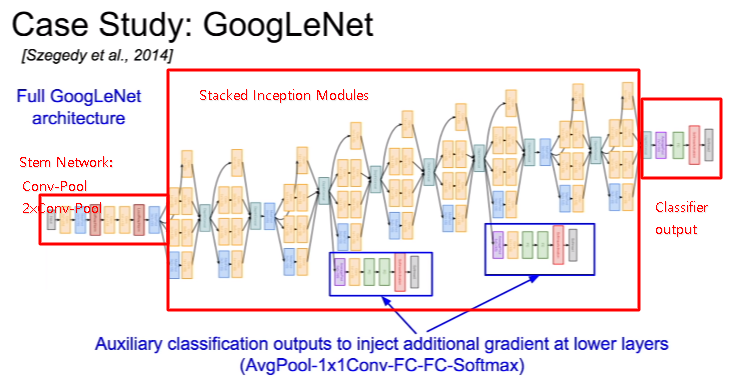 Case Study: GoogLeNet
[Szegedy et al., 2014]
Full GoogLeNet
architecture
Stacked Inception Modules
Stem Network:
Conv-Pool
2xConv-Pool
Classifier
output
Auxiliary classification outputs to inject additional gradient at lower layers
(AvgPool-1x1Conv-FC-FC-Softmax)